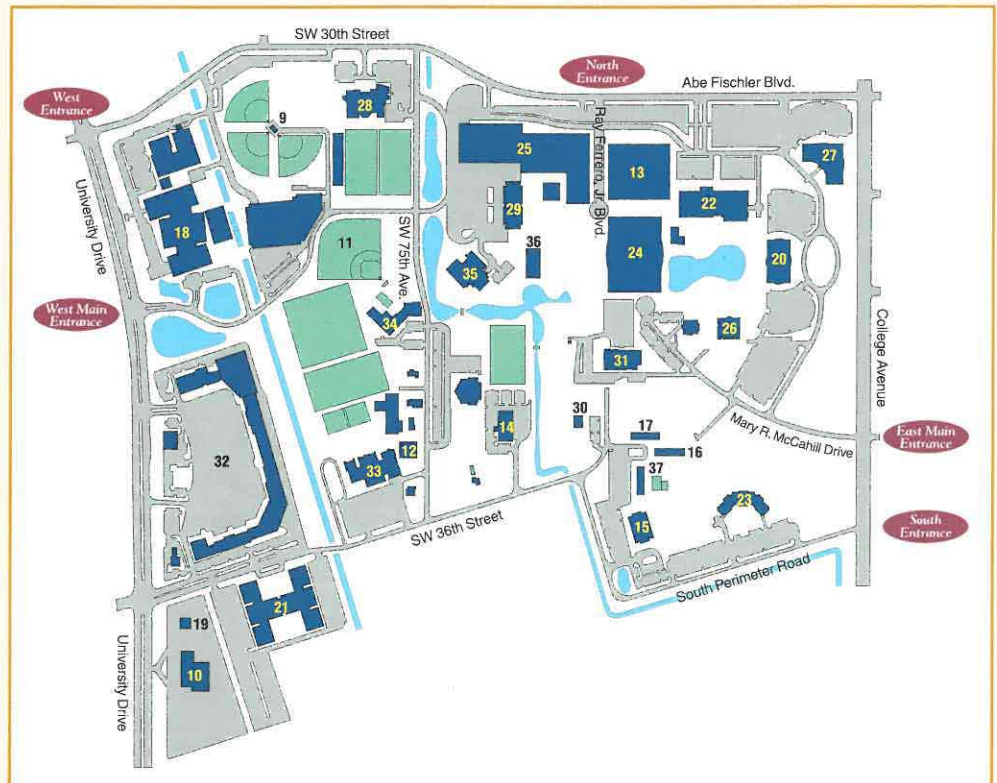 SW 30th Street
North
Entrance
Abe Fischler Blvd.
West
Entrance
28
9
Ray Ferrero, Jr. Blvd.
25
27
13
University Drive
29
22
18
11
SW 75th Ave.
36
24
20
35
West Main
Entrance
34
26
College Avenue
31
14
30
17
Mary R. McCahill Drive
East Main
Entrance
12
16
32
33
37
23
South
Entrance
15
SW 36th Street
South Perimeter Road
21
19
10
University Drive